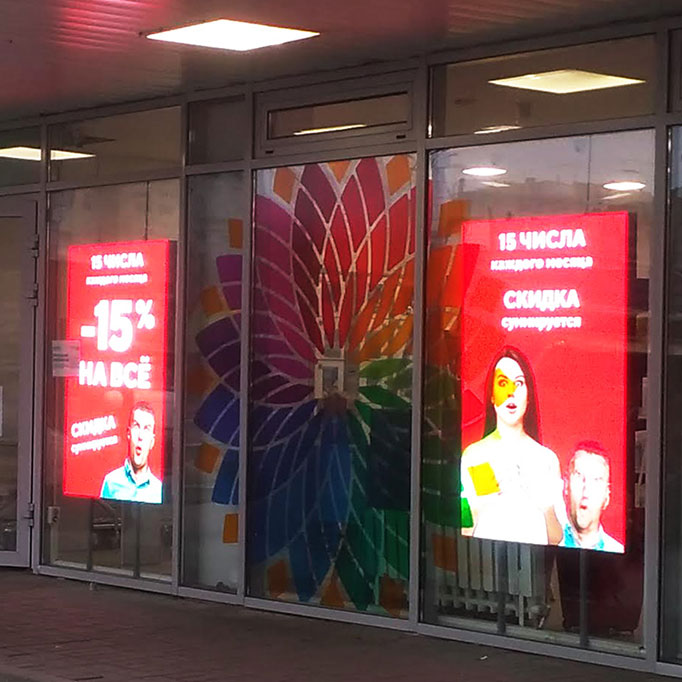 15 ЧИСЛА
каждого месяца
-15%
НА ВСЁ
СКИДКА
суммируется
15 ЧИСЛА
каждого месяца
СКИДКА
суммируется